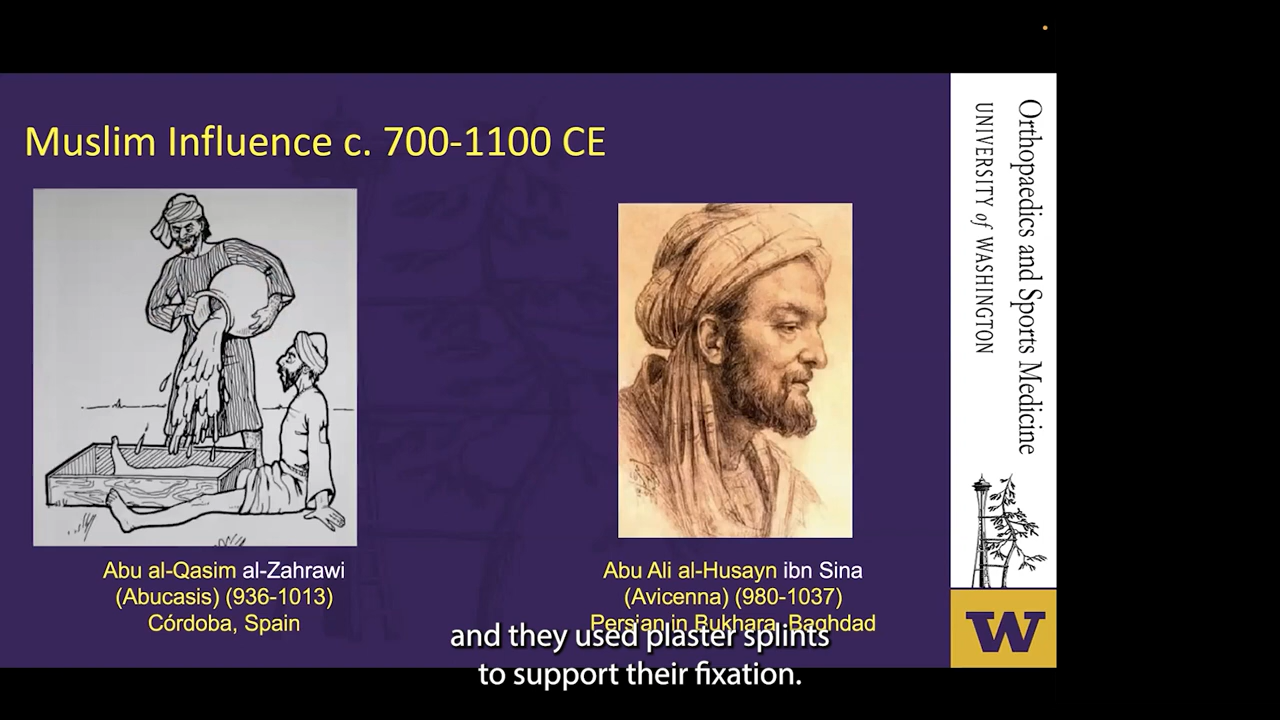 Muslim Influence c. 700-1100 CE
Abu al-Qasim al-Zahrawi
(Abucasis) (936-1013)
Córdoba, Spain
Abu Ali al-Husayn ibn Sina
(Avicenna) (980-1037)
Persian in Bukhara, Baghdad
and they used plaster splints
to support their fixation.
Orthopaedics and Sports Medicine
UNIVERSITY of WASHINGTON
W